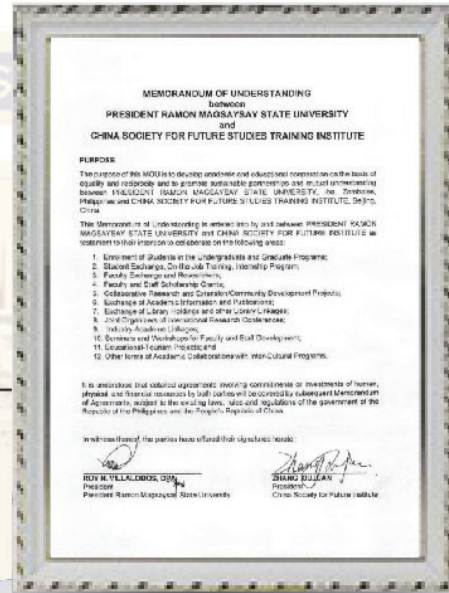 MEMORANDUM OF UNDERSTANDING
between
PRESIDENT RAMON MAGSAYSAY STATE UNIVERSITY
and
CHINA SOCIETY FOR FUTURE STUDIES TRAINING INSTITUTE
PURPOSE
The purpose of this MOU is to develop academic and educational cooperation on the basis of
equality and reciprocity and to promote sustainable partnerships and mutual understanding
between PRESIDENT RAMON MAGSAYSAY STATE UNIVERSITY, Iba, Zambales,
Philippines and CHINA SOCIETY FOR FUTURE STUDIES TRAINING INSTITUTE, Beijing,
China.
This Memorandum of Understanding is entered into by and between PRESIDENT RAMON
MAGSAYSAY STATE UNIVERSITY and CHINA SOCIETY FOR FUTURE INSTITUTE as
testament to their intention to collaborate on the following areas:
1. Enrolment of Students in the Undergraduate and Graduate Programs;
2. Student Exchange, On-the Job Training, Internship Program;
3. Faculty Exchange and Researchers;
4. Faculty and Staff Scholarship Grants;
5. Collaborative Research and Extension/Community Development Projects;
6. Exchange of Academic Information and Publications;
7. Exchange of Library Holdings and other Library Linkages;
8. Joint Organizers of International Research Conferences;
9. Industry-Academe Linkages;
10. Seminars and Workshops for Faculty and Staff Development;
11. Educational-Tourism Projects; and
12. Other forms of Academic Collaborations with Inter-Cultural Programs.
It is understood that detailed agreements involving commitments or investments of human,
physical and financial resources by both parties will be covered by subsequent Memorandum
of Agreements, subject to the existing laws, rules and regulations of the government of the
Republic of the Philippines and the People's Republic of China.
In witness thereof, the parties have offered their signatures hereto:
ROY N. VILLALOBOS, DPA
President
President Ramon Magsaysay State University
ZHANG
President
China Society for Future Institute